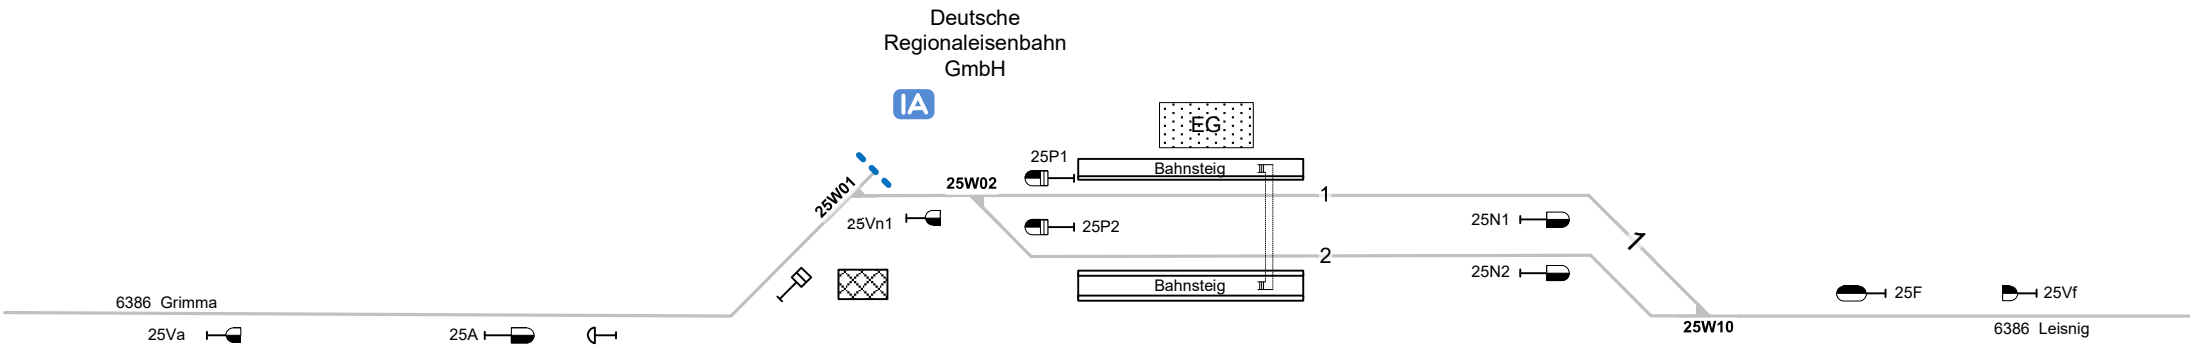 Deutsche
Regionaleisenbahn
GmbH
IA
EG
25P1
Bahnsteig
25W01
25W02
1
25Vn1
25P2
25N1
1
2
25N2
Bahnsteig
6386 Grimma
25F
25Vf
25Va
25A
25W10
6386 Leisnig